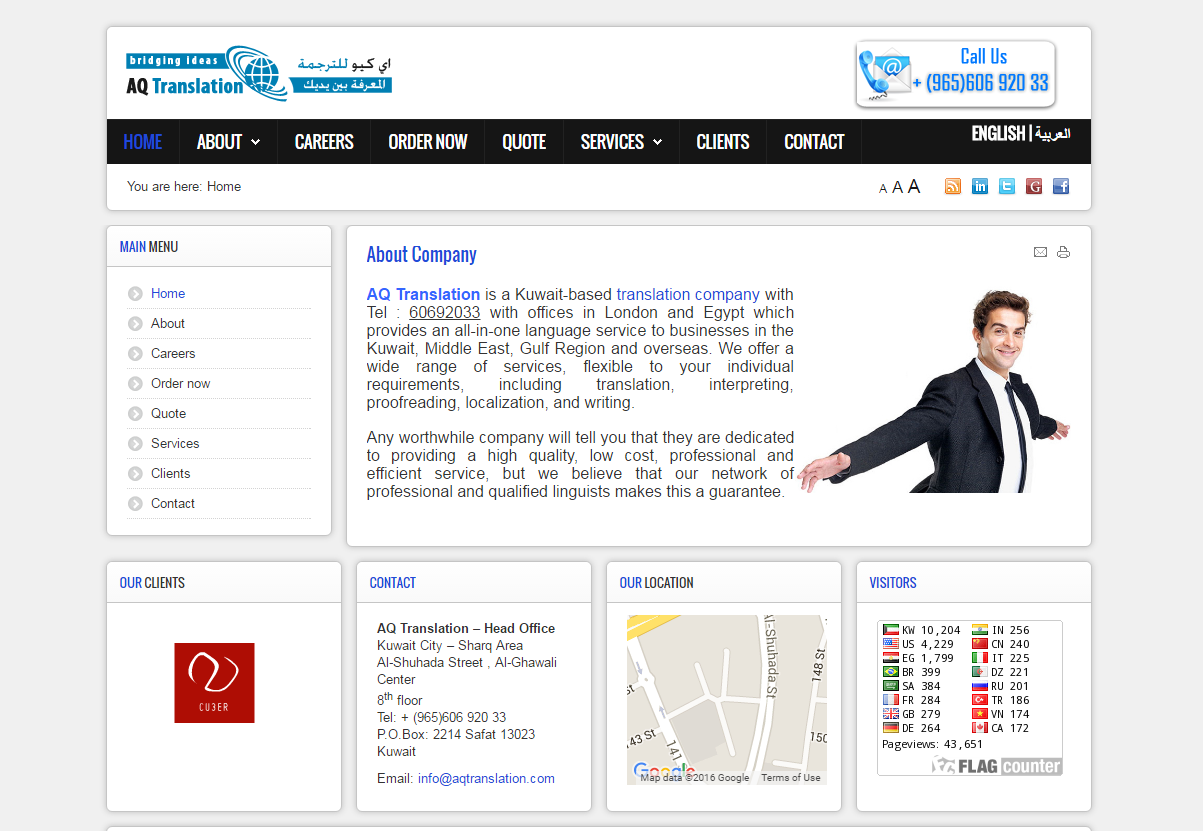 bridging ideas
AQ Translation
اي كيو للترجمة
المعرفة بين يديك
Call Us
+ (965)606 920 33
HOME ABOUT CAREERS ORDER NOW QUOTE SERVICES CLIENTS CONTACT
ENGLISH | العربية
You are here: Home
A A A
MAIN MENU
Home
About
Careers
Order now
Quote
Services
Clients
Contact
About Company
AQ Translation is a Kuwait-based translation company with
Tel : 60692033 with offices in London and Egypt which
provides an all-in-one language service to businesses in the
Kuwait, Middle East, Gulf Region and overseas. We offer a
wide range of services, flexible to your individual
requirements, including translation, interpreting,
proofreading, localization, and writing.
Any worthwhile company will tell you that they are dedicated
to providing a high quality, low cost, professional and
efficient service, but we believe that our network of
professional and qualified linguists makes this a guarantee.
OUR CLIENTS
CU3ER
CONTACT
AQ Translation – Head Office
Kuwait City – Sharq Area
Al-Shuhada Street , Al-Ghawali
Center
8th floor
Tel: + (965)606 920 33
P.O.Box: 2214 Safat 13023
Kuwait
Email: info@aqtranslation.com
OUR LOCATION
Al-Shuhada St
148 St
St
43 St
141
150
Google
Map data ©2016 Google Terms of Use
VISITORS
KW 10,204 IN 256
US 4,229 CN 240
EG 1,799 IT 225
BR 399 DZ 221
SA 384 RU 201
FR 284 TR 186
GB 279 VN 174
DE 264 CA 172
Pageviews: 43,651
FLAG counter